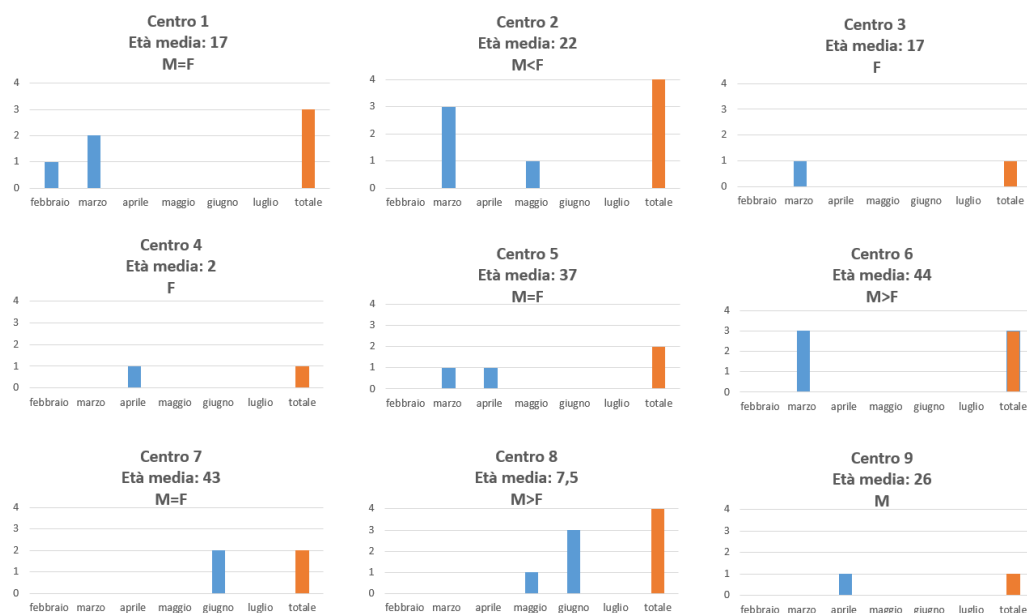 Centro 1
Età media: 17
M=F
4
3
2
1
0
febbraio marzo aprile maggio giugno luglio totale
Centro 2
Età media: 22
M<F
4
3
2
1
0
febbraio marzo aprile maggio giugno luglio totale
Centro 3
Età media: 17
F
4
3
2
1
0
febbraio marzo aprile maggio giugno luglio totale
Centro 4
Età media: 2
F
4
3
2
1
0
febbraio marzo aprile maggio giugno luglio totale
Centro 5
Età media: 37
M=F
4
3
2
1
0
febbraio marzo aprile maggio giugno luglio totale
Centro 6
Età media: 44
M>F
4
3
2
1
0
febbraio marzo aprile maggio giugno luglio totale
Centro 7
Età media: 43
M=F
4
3
2
1
0
febbraio marzo aprile maggio giugno luglio totale
Centro 8
Età media: 7,5
M>F
4
3
2
1
0
febbraio marzo aprile maggio giugno luglio totale
Centro 9
Età media: 26
M
4
3
2
1
0
febbraio marzo aprile maggio giugno luglio totale